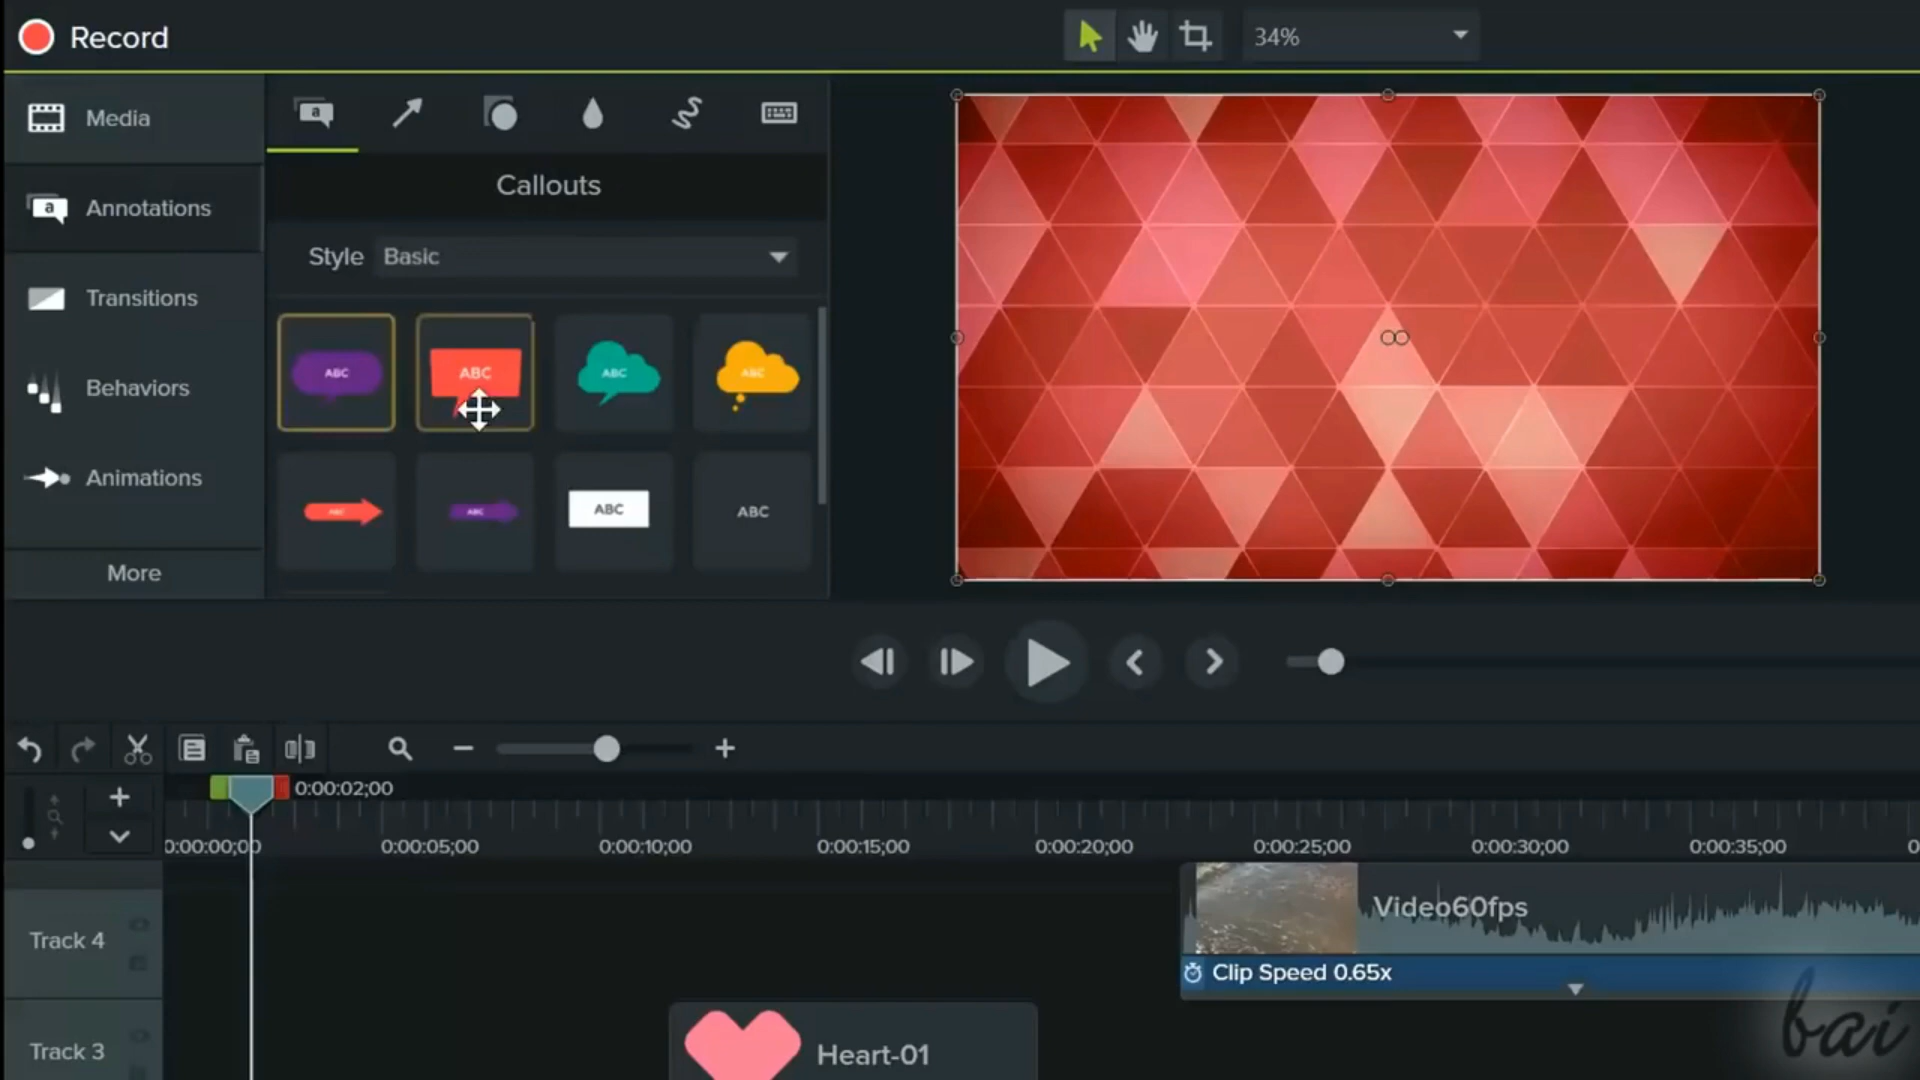 Record
34%
Media
Annotations
Transitions
Behaviors
Animations
More
a
a
Callouts
Style Basic
ABC ABC ABC ABC
ABC ABC ABC ABC
0:00:02;00
0:00:00;00 0:00:05;00 0:00:10;00 0:00:15;00 0:00:20;00 0:00:25;00 0:00:30;00 0:00:35;00
Track 4
Video60fps
Clip Speed 0.65x
Track 3
Heart-01
bai